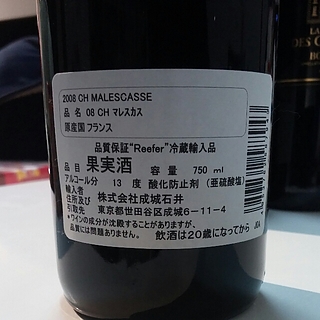 2008 CH MALESCASSE
品 名 08 CH マレスカス
原産国 フランス
品質保証“Reefer”冷蔵輸入品
品 目 果実酒 容 量 750 ml
アルコール分 13 度 酸化防止剤 (亜硫酸塩)
輸入者
住所及び 株式会社成城石井
引取先 東京都世田谷区成城6-11-4
*ワインの成分が沈殿することがありますが、
品質には問題ありません。 飲酒は20歳になってから
LA
DES
BO